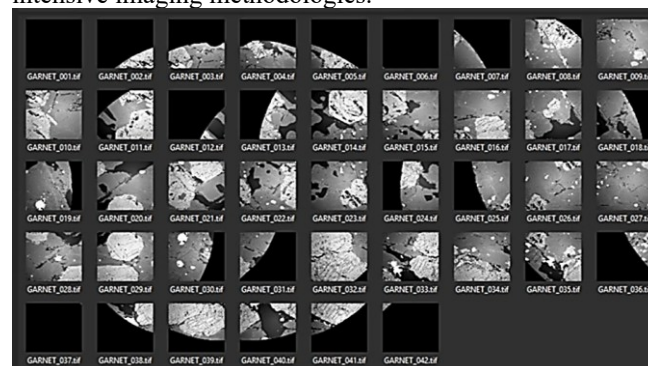 intensive imaging methodologies.
GARNET_001.tif GARNET_002.tif GARNET_003.tif GARNET_004.tif GARNET_005.tif GARNET_006.tif GARNET_007.tif GARNET_008.tif GARNET_009.tif
GARNET_010.tif GARNET_011.tif GARNET_012.tif GARNET_013.tif GARNET_014.tif GARNET_015.tif GARNET_016.tif GARNET_017.tif GARNET_018.tif
GARNET_019.tif GARNET_020.tif GARNET_021.tif GARNET_022.tif GARNET_023.tif GARNET_024.tif GARNET_025.tif GARNET_026.tif GARNET_027.tif
GARNET_028.tif GARNET_029.tif GARNET_030.tif GARNET_031.tif GARNET_032.tif GARNET_033.tif GARNET_034.tif GARNET_035.tif GARNET_036.tif
GARNET_037.tif GARNET_038.tif GARNET_039.tif GARNET_040.tif GARNET_041.tif GARNET_042.tif